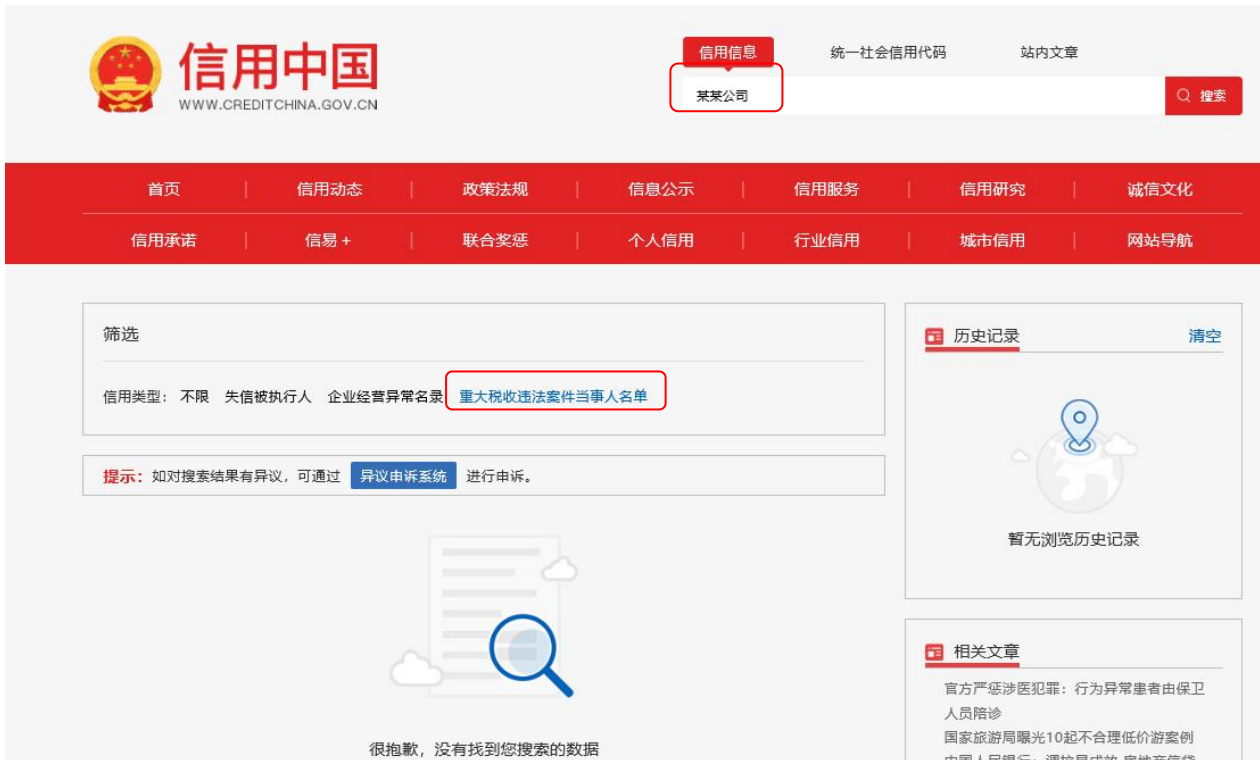 信用中国
WWW.CREDITCHINA.GOV.CN
信用信息 统一社会信用代码 站内文章
某某公司 搜索
首页 信用动态 政策法规 信息公示 信用服务 信用研究 诚信文化
信用承诺 信易+ 联合奖惩 个人信用 行业信用 城市信用 网站导航
筛选
信用类型: 不限 失信被执行人 企业经营异常名录 重大税收违法案件当事人名单
提示：如对搜索结果有异议，可通过 异议申诉系统 进行申诉。
很抱歉，没有找到您搜索的数据
历史记录 清空
暂无浏览历史记录
相关文章
官方严惩涉医犯罪：行为异常患者由保卫
人员陪诊
国家旅游局曝光10起不合理低价游案例